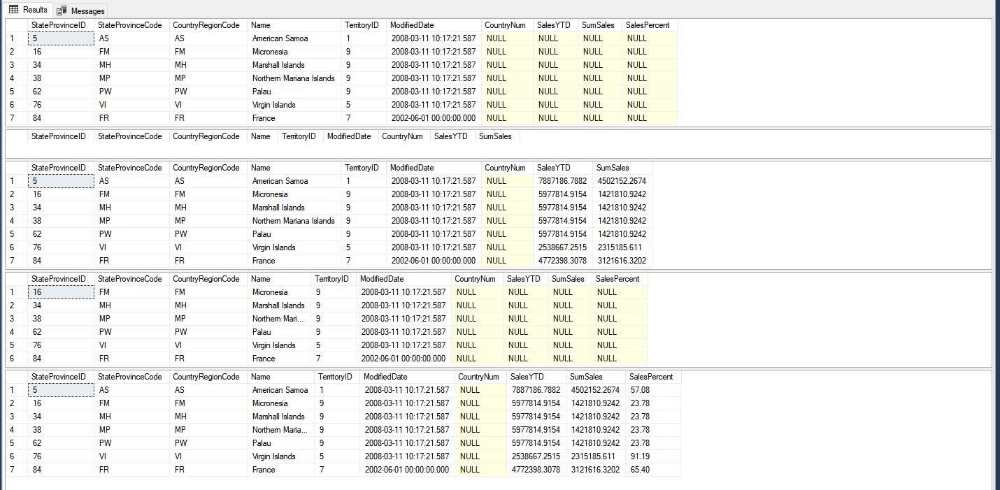 Results Messages
StateProvinceID StateProvinceCode CountryRegionCode Name TerritoryID ModifiedDate CountryNum SalesYTD SumSales SalesPercent
1 5 AS AS American Samoa 1 2008-03-11 10:17:21.587 NULL NULL NULL NULL
2 16 FM FM Micronesia 9 2008-03-11 10:17:21.587 NULL NULL NULL NULL
3 34 MH MH Marshall Islands 9 2008-03-11 10:17:21.587 NULL NULL NULL NULL
4 38 MP MP Northern Mariana Islands 9 2008-03-11 10:17:21.587 NULL NULL NULL NULL
5 62 PW PW Palau 9 2008-03-11 10:17:21.587 NULL NULL NULL NULL
6 76 VI VI Virgin Islands 5 2008-03-11 10:17:21.587 NULL NULL NULL NULL
7 84 FR FR France 7 2002-06-01 00:00:00.000 NULL NULL NULL NULL
StateProvinceID StateProvinceCode CountryRegionCode Name TerritoryID ModifiedDate CountryNum SalesYTD SumSales
StateProvinceID StateProvinceCode CountryRegionCode Name TerritoryID ModifiedDate CountryNum SalesYTD SumSales
1 5 AS AS American Samoa 1 2008-03-11 10:17:21.587 NULL 7887186.7882 4502152.2674
2 16 FM FM Micronesia 9 2008-03-11 10:17:21.587 NULL 5977814.9154 1421810.9242
3 34 MH MH Marshall Islands 9 2008-03-11 10:17:21.587 NULL 5977814.9154 1421810.9242
4 38 MP MP Northern Mariana Islands 9 2008-03-11 10:17:21.587 NULL 5977814.9154 1421810.9242
5 62 PW PW Palau 9 2008-03-11 10:17:21.587 NULL 5977814.9154 1421810.9242
6 76 VI VI Virgin Islands 5 2008-03-11 10:17:21.587 NULL 2538667.2515 2315185.611
7 84 FR FR France 7 2002-06-01 00:00:00.000 NULL 4772398.3078 3121616.3202
StateProvinceID StateProvinceCode CountryRegionCode Name TerritoryID ModifiedDate CountryNum SalesYTD SumSales SalesPercent
1 16 FM FM Micronesia 9 2008-03-11 10:17:21.587 NULL NULL NULL NULL
2 34 MH MH Marshall Islands 9 2008-03-11 10:17:21.587 NULL NULL NULL NULL
3 38 MP MP Northern Mari... 9 2008-03-11 10:17:21.587 NULL NULL NULL NULL
4 62 PW PW Palau 9 2008-03-11 10:17:21.587 NULL NULL NULL NULL
5 76 VI VI Virgin Islands 5 2008-03-11 10:17:21.587 NULL NULL NULL NULL
6 84 FR FR France 7 2002-06-01 00:00:00.000 NULL NULL NULL NULL
StateProvinceID StateProvinceCode CountryRegionCode Name TerritoryID ModifiedDate CountryNum SalesYTD SumSales SalesPercent
1 5 AS AS American Samoa 1 2008-03-11 10:17:21.587 NULL 7887186.7882 4502152.2674 57.08
2 16 FM FM Micronesia 9 2008-03-11 10:17:21.587 NULL 5977814.9154 1421810.9242 23.78
3 34 MH MH Marshall Islands 9 2008-03-11 10:17:21.587 NULL 5977814.9154 1421810.9242 23.78
4 38 MP MP Northern Maria... 9 2008-03-11 10:17:21.587 NULL 5977814.9154 1421810.9242 23.78
5 62 PW PW Palau 9 2008-03-11 10:17:21.587 NULL 5977814.9154 1421810.9242 23.78
6 76 VI VI Virgin Islands 5 2008-03-11 10:17:21.587 NULL 2538667.2515 2315185.611 91.19
7 84 FR FR France 7 2002-06-01 00:00:00.000 NULL 4772398.3078 3121616.3202 65.40